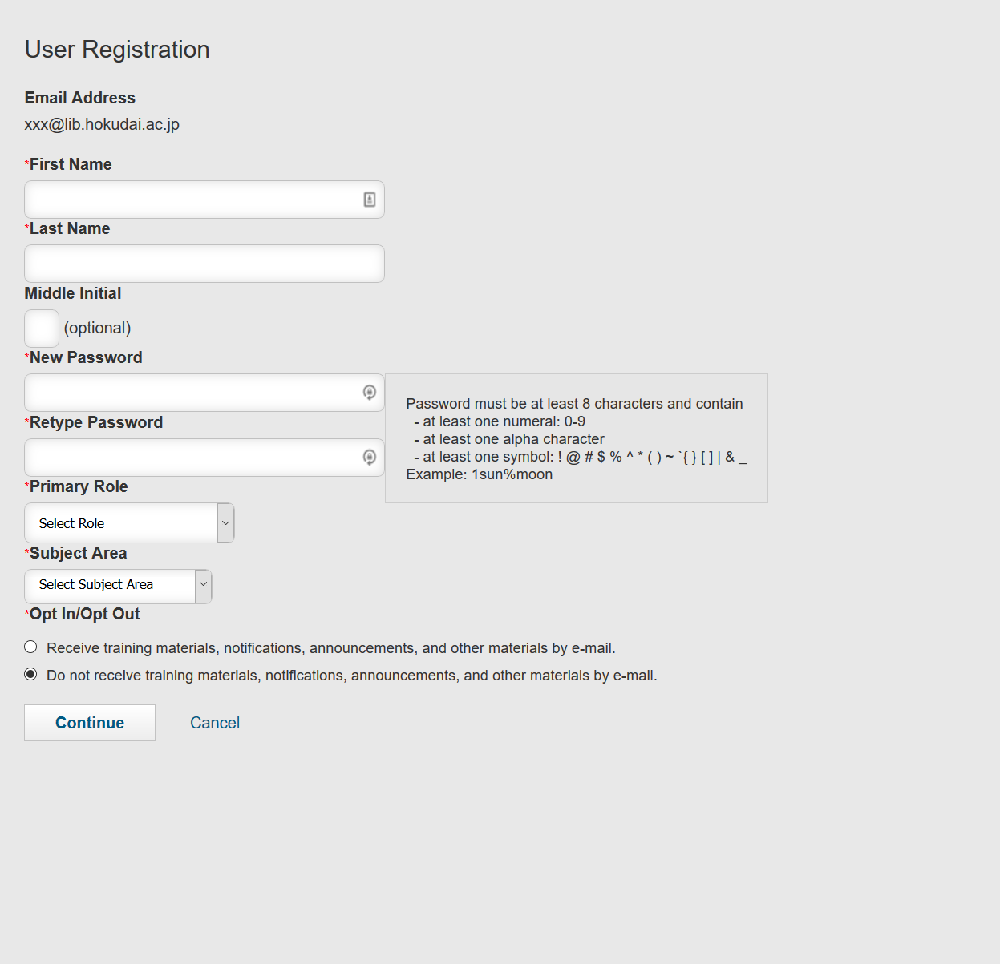 User Registration
Email Address
xxx@lib.hokudai.ac.jp
*First Name
*Last Name
Middle Initial
(optional)
*New Password
Password must be at least 8 characters and contain
- at least one numeral: 0-9
- at least one alpha character
- at least one symbol: ! @ # $ % ^ * ( ) ~ `{ } [ ] | & _
Example: 1sun%moon
*Retype Password
*Primary Role
Select Role
*Subject Area
Select Subject Area
*Opt In/Opt Out
Receive training materials, notifications, announcements, and other materials by e-mail.
Do not receive training materials, notifications, announcements, and other materials by e-mail.
Continue Cancel